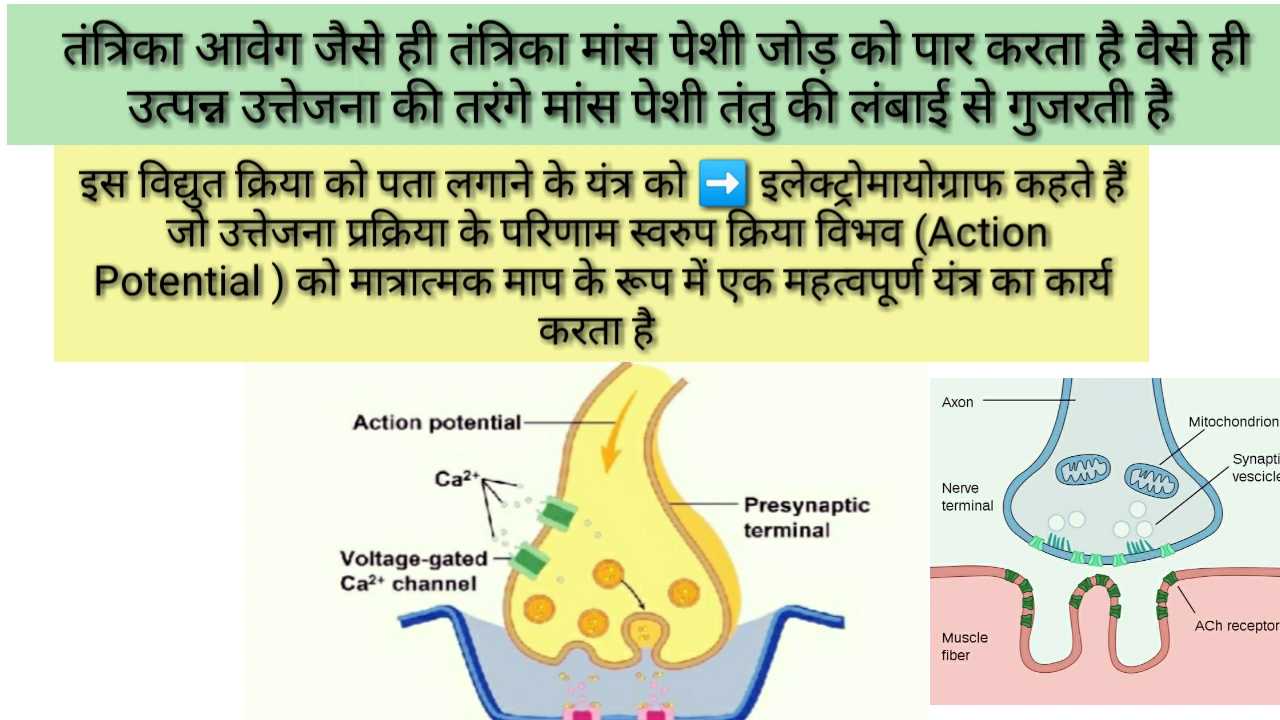 तंत्रिका आवेग जैसे ही तंत्रिका मांस पेशी जोड़ को पार करता है वैसे ही
उत्पन्न उत्तेजना की तरंगे मांस पेशी तंतु की लंबाई से गुजरती है
इस विद्युत क्रिया को पता लगाने के यंत्र को ➡️ इलेक्ट्रोमायोग्राफ कहते हैं
जो उत्तेजना प्रक्रिया के परिणाम स्वरुप क्रिया विभव (Action
Potential ) को मात्रात्मक माप के रूप में एक महत्वपूर्ण यंत्र का कार्य
करता है
Action potential
Ca²⁺
Voltage-gated
Ca²⁺ channel
Presynaptic
terminal
Axon
Mitochondrion
Synapti
vescicle
Nerve
terminal
ACh receptor
Muscle
fiber